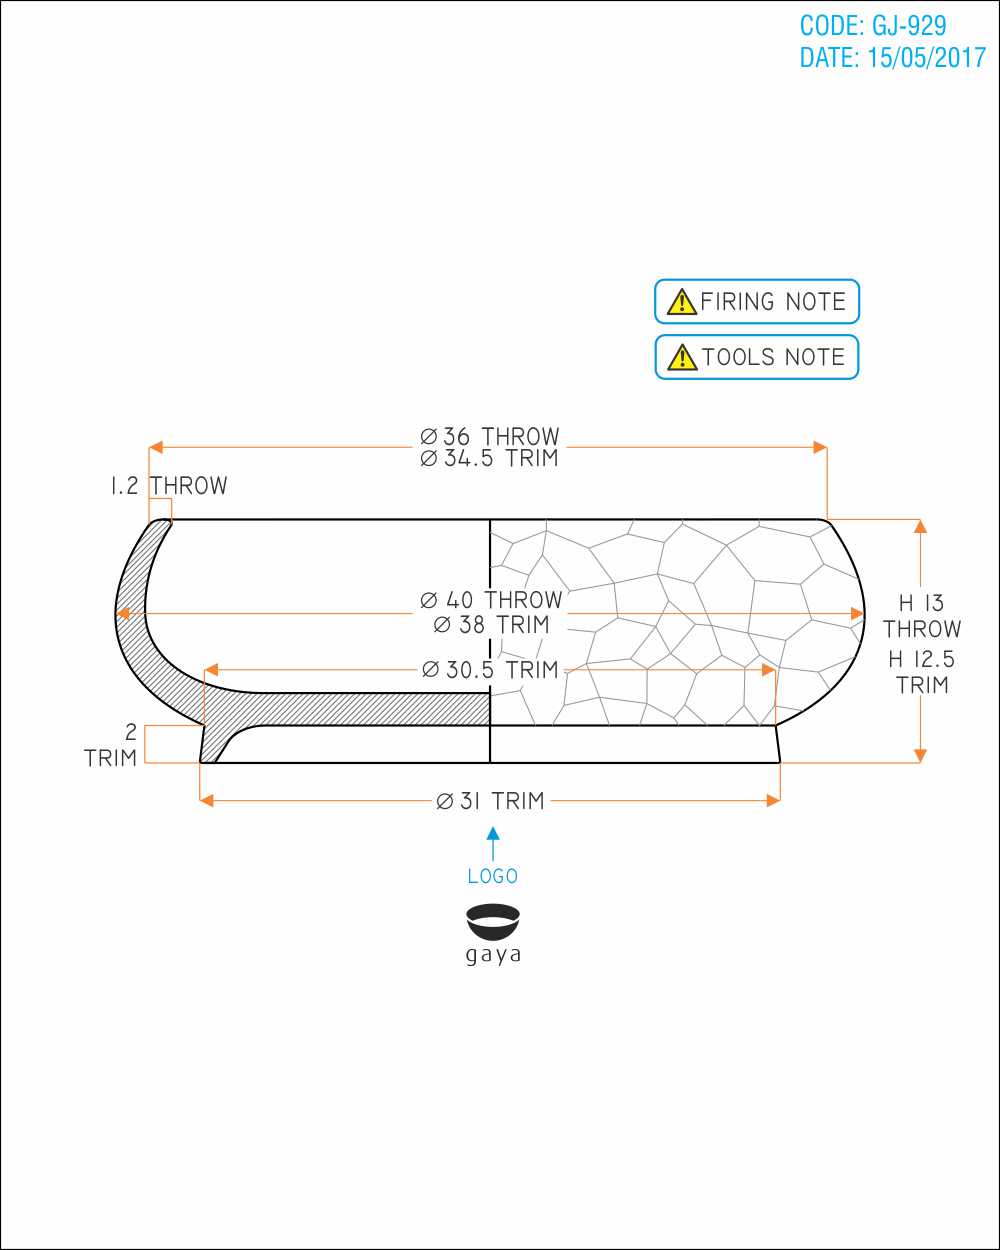 CODE: GJ-929
DATE: 15/05/2017
FIRING NOTE
TOOLS NOTE
Ø 36 THROW
Ø 34.5 TRIM
1.2 THROW
Ø 40 THROW
Ø 38 TRIM
H 13
THROW
H 12.5
TRIM
Ø 30.5 TRIM
2
TRIM
Ø 31 TRIM
LOGO
gaya